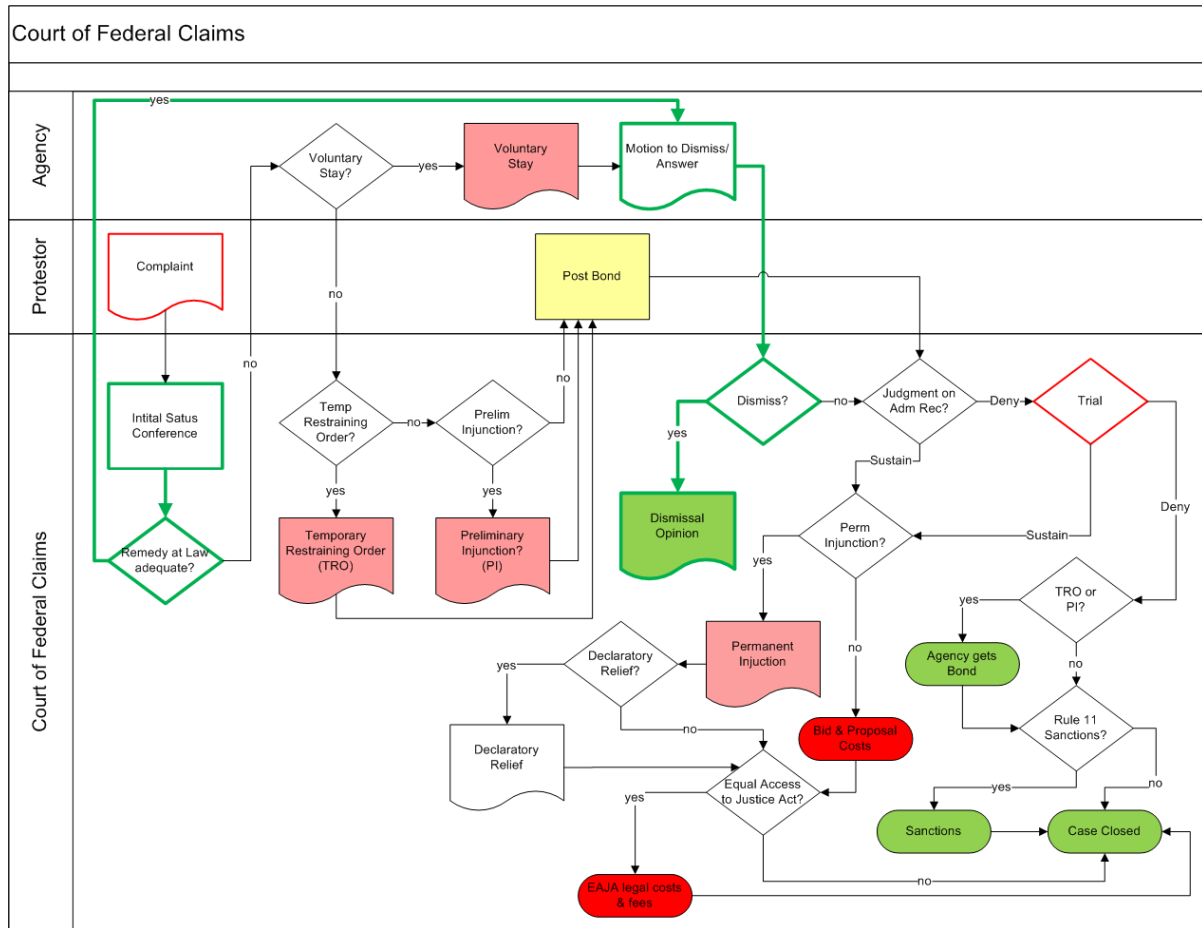 Court of Federal Claims
Agency
yes
Voluntary
Stay?
yes
Voluntary
Stay
Motion to Dismiss/
Answer
Protestor
Complaint
no
Post Bond
Court of Federal Claims
no
Intital Satus
Conference
Remedy at Law
adequate?
Temp
Restraining
Order?
no
Prelim
Injunction?
no
yes
Temporary
Restraining Order
(TRO)
yes
Preliminary
Injunction?
(PI)
Dismiss?
no
yes
Dismissal
Opinion
Judgment on
Adm Rec?
Deny
Trial
Sustain
Sustain
Deny
Perm
Injunction?
yes
no
Permanent
Injuction
Declaratory
Relief?
yes
no
Declaratory
Relief
Bid & Proposal
Costs
Equal Access
to Justice Act?
yes
no
EAJA legal costs
& fees
TRO or
PI?
yes
no
Agency gets
Bond
Rule 11
Sanctions?
yes
no
Sanctions
Case Closed